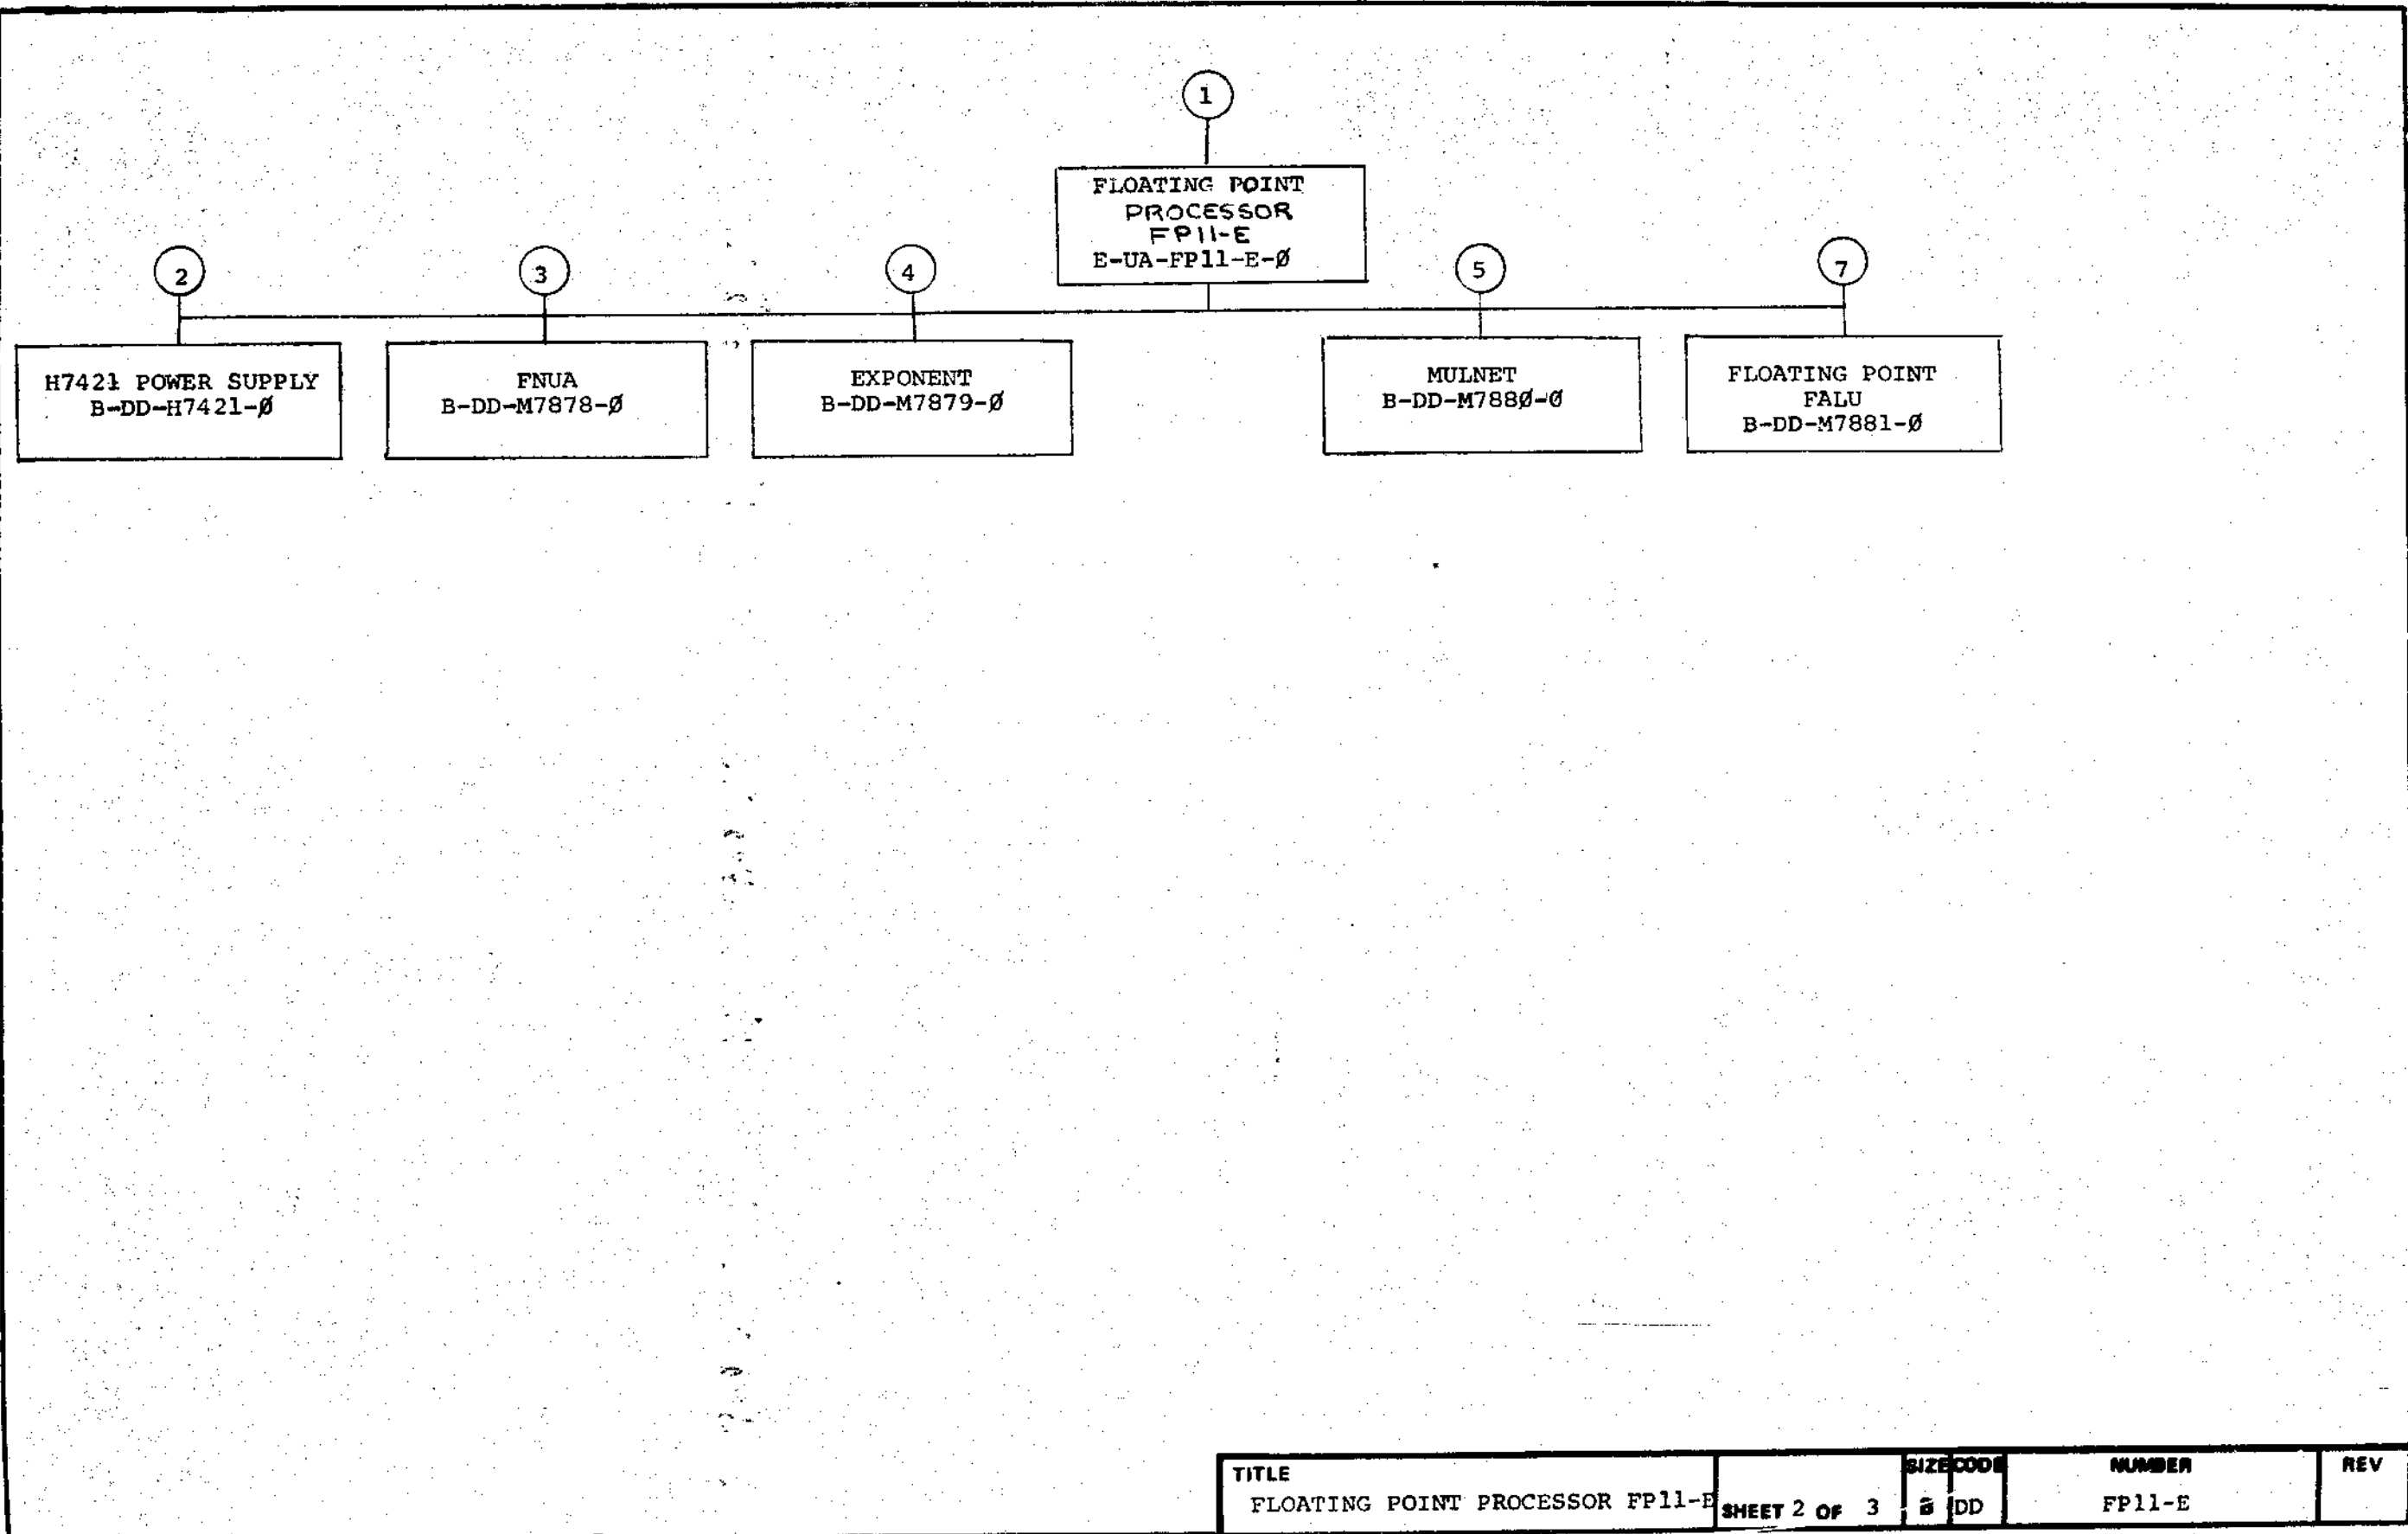 1
FLOATING POINT
PROCESSOR
FP11-E
E-UA-FP11-E-Ø
2
3
4
5
7
H7421 POWER SUPPLY
B-DD-H7421-Ø
FNUA
B-DD-M7878-Ø
EXPONENT
B-DD-M7879-Ø
MULNET
B-DD-M788Ø-Ø
FLOATING POINT
FALU
B-DD-M7881-Ø
TITLE
FLOATING POINT PROCESSOR FP11-E
SHEET 2 OF 3
SIZE
CODE
DD
NUMBER
FP11-E
REV